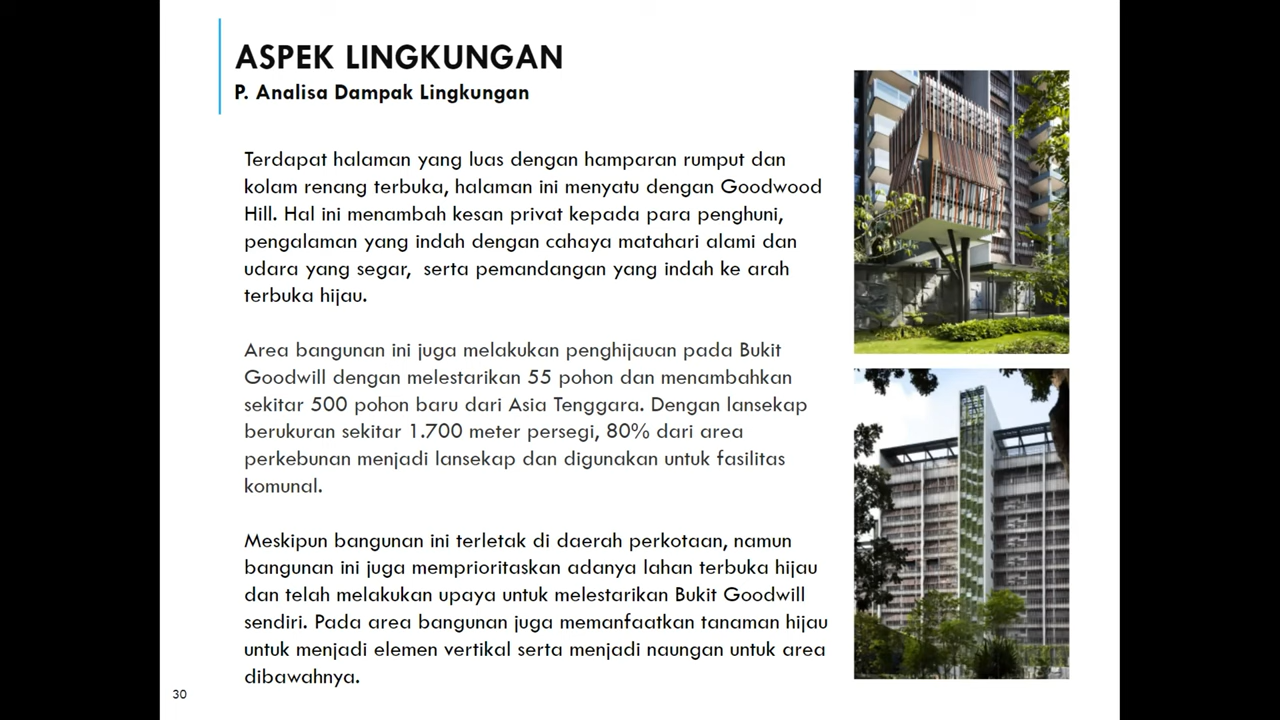 ASPEK LINGKUNGAN
P. Analisa Dampak Lingkungan
Terdapat halaman yang luas dengan hamparan rumput dan
kolam renang terbuka, halaman ini menyatu dengan Goodwood
Hill. Hal ini menambah kesan privat kepada para penghuni,
pengalaman yang indah dengan cahaya matahari alami dan
udara yang segar,  serta pemandangan yang indah ke arah
terbuka hijau.
Area bangunan ini juga melakukan penghijauan pada Bukit
Goodwill dengan melestarikan 55 pohon dan menambahkan
sekitar 500 pohon baru dari Asia Tenggara. Dengan lansekap
berukuran sekitar 1.700 meter persegi, 80% dari area
perkebunan menjadi lansekap dan digunakan untuk fasilitas
komunal.
Meskipun bangunan ini terletak di daerah perkotaan, namun
bangunan ini juga memprioritaskan adanya lahan terbuka hijau
dan telah melakukan upaya untuk melestarikan Bukit Goodwill
sendiri. Pada area bangunan juga memanfaatkan tanaman hijau
untuk menjadi elemen vertikal serta menjadi naungan untuk area
dibawahnya.
30